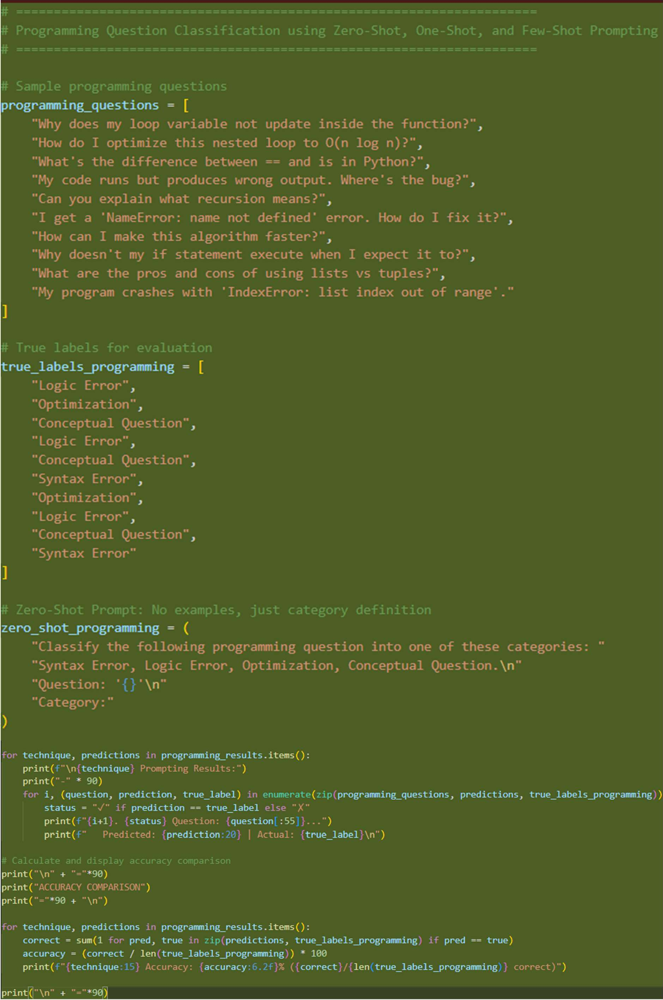 # =====================================================================
# Programming Question Classification using Zero-Shot, One-Shot, and Few-Shot Prompting
# =====================================================================
# Sample programming questions
programming_questions = [
    "Why does my loop variable not update inside the function?",
    "How do I optimize this nested loop to O(n log n)?",
    "What's the difference between == and is in Python?",
    "My code runs but produces wrong output. Where's the bug?",
    "Can you explain what recursion means?",
    "I get a 'NameError: name not defined' error. How do I fix it?",
    "How can I make this algorithm faster?",
    "Why doesn't my if statement execute when I expect it to?",
    "What are the pros and cons of using lists vs tuples?",
    "My program crashes with 'IndexError: list index out of range'."
]
# True labels for evaluation
true_labels_programming = [
    "Logic Error",
    "Optimization",
    "Conceptual Question",
    "Logic Error",
    "Conceptual Question",
    "Syntax Error",
    "Optimization",
    "Logic Error",
    "Conceptual Question",
    "Syntax Error"
]
# Zero-Shot Prompt: No examples, just category definition
zero_shot_programming = (
    "Classify the following programming question into one of these categories: "
    "Syntax Error, Logic Error, Optimization, Conceptual Question.\n"
    "Question: '{}'\n"
    "Category:"
)
for technique, predictions in programming_results.items():
    print(f"\n{technique} Prompting Results:")
    print("-" * 90)
    for i, (question, prediction, true_label) in enumerate(zip(programming_questions, predictions, true_labels_programming))
        status = "✓" if prediction == true_label else "✗"
        print(f"{i+1}. {status} Question: {question[:55]}...")
        print(f"   Predicted: {prediction:20} | Actual: {true_label}\n")
# Calculate and display accuracy comparison
print("\n" + "="*90)
print("ACCURACY COMPARISON")
print("="*90 + "\n")
for technique, predictions in programming_results.items():
    correct = sum(1 for pred, true in zip(predictions, true_labels_programming) if pred == true)
    accuracy = (correct / len(true_labels_programming)) * 100
    print(f"{technique:15} Accuracy: {accuracy:6.2f}% ({correct}/{len(true_labels_programming)} correct)")
print("\n" + "="*90)